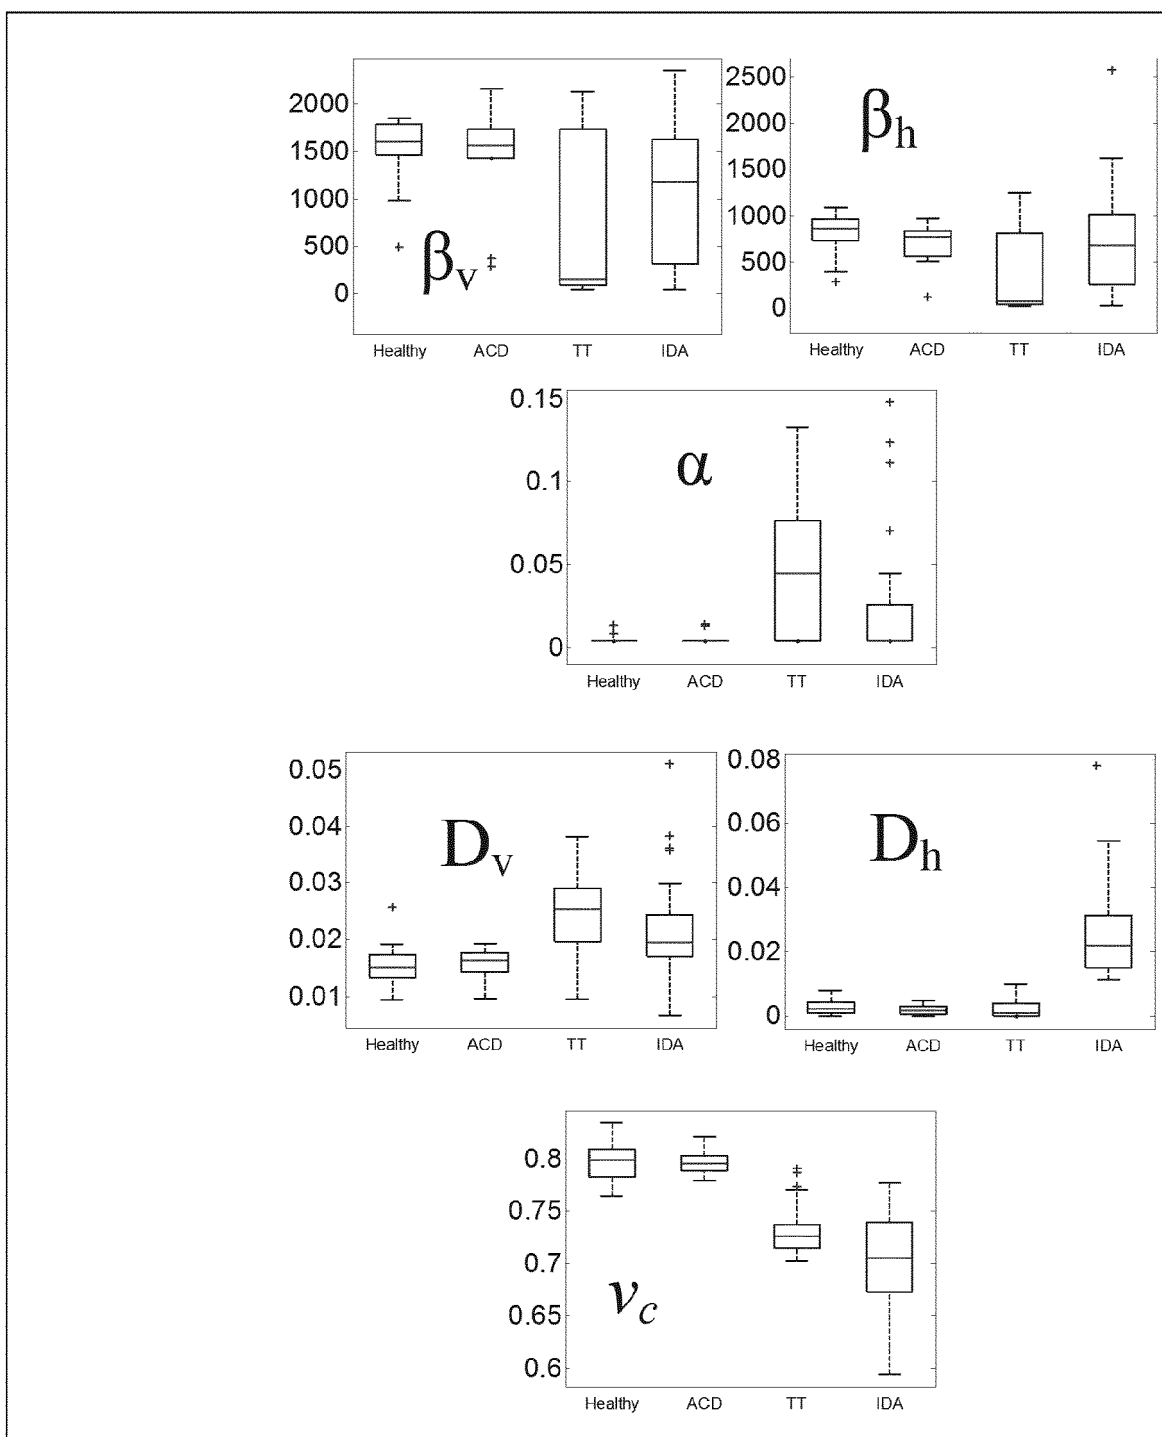 2000
1500
1000
500
0
βv
Healthy ACD TT IDA
2500
2000
1500
1000
500
0
βh
Healthy ACD TT IDA
0.15
0.1
0.05
0
α
Healthy ACD TT IDA
0.05
0.04
0.03
0.02
0.01
Dv
Healthy ACD TT IDA
0.08
0.06
0.04
0.02
0
Dh
Healthy ACD TT IDA
0.8
0.75
0.7
0.65
0.6
vc
Healthy ACD TT IDA